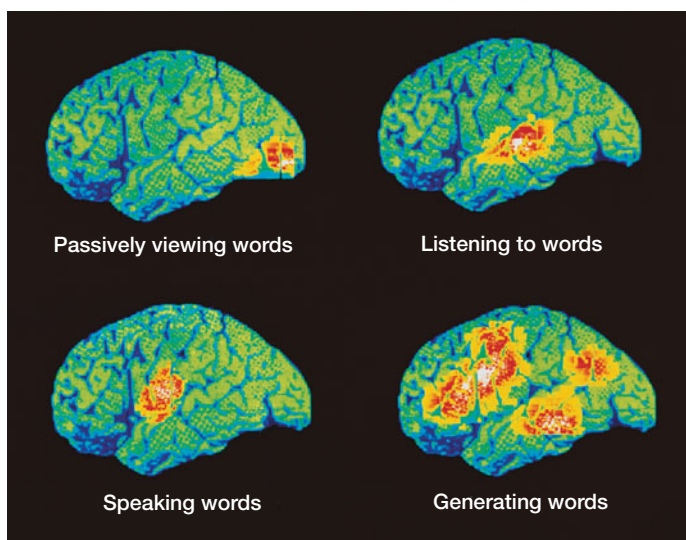 Passively viewing words
Listening to words
Speaking words
Generating words